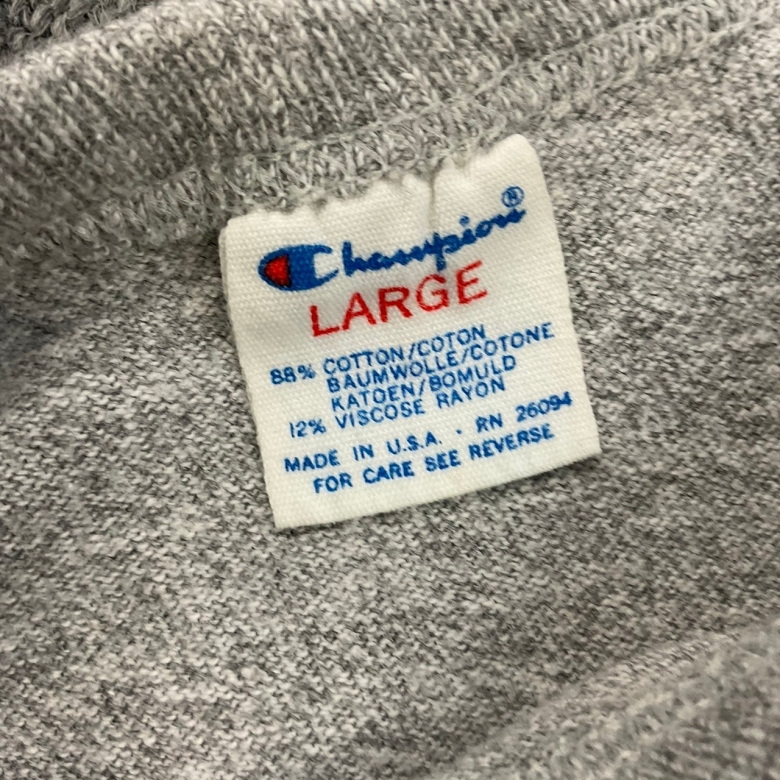 Champion®
LARGE
88% COTTON/COTON
BAUMWOLLE/COTONE
KATOEN/BOMULD
12% VISCOSE RAYON
MADE IN U.S.A. · RN 26094
FOR CARE SEE REVERSE